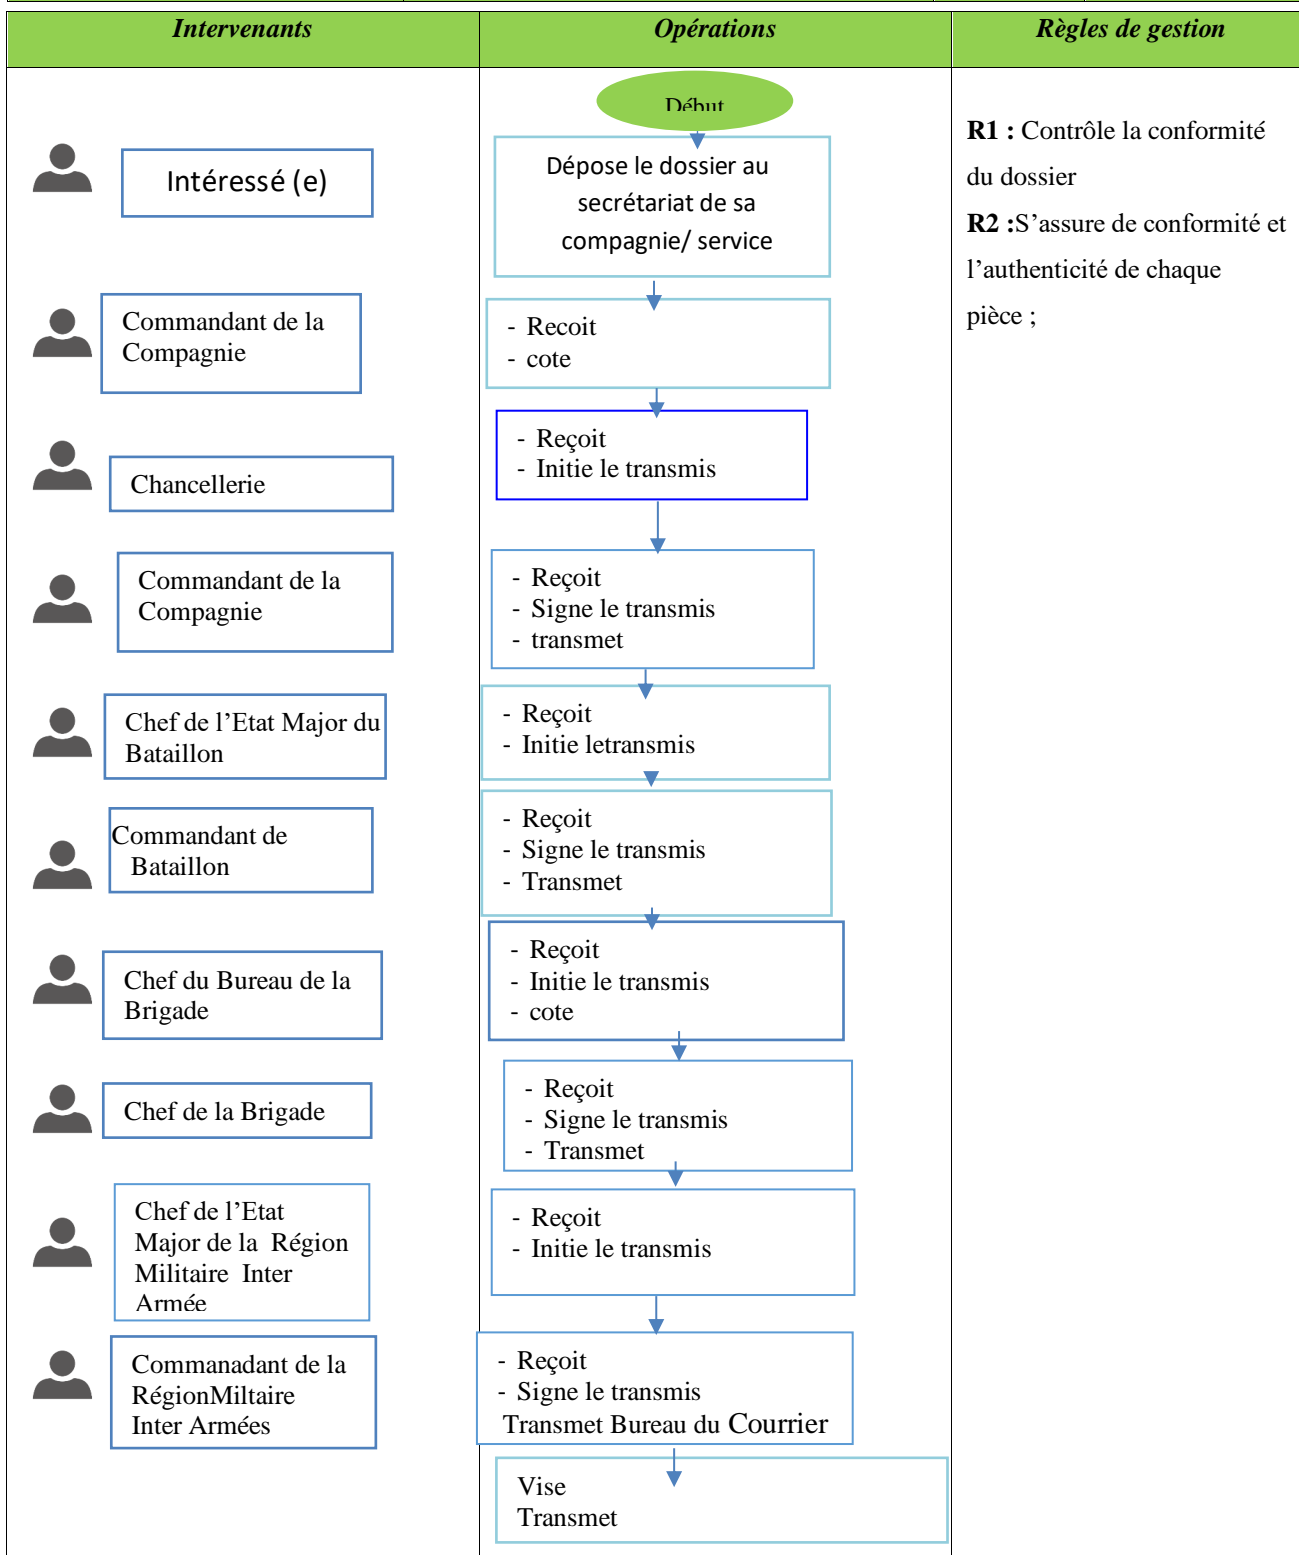 Intervenants
Opérations
Règles de gestion
Début
Intéressé (e)
Dépose le dossier au
secrétariat de sa
compagnie/ service
R1 : Contrôle la conformité
du dossier
R2 :S’assure de conformité et
l’authenticité de chaque
pièce ;
Commandant de la
Compagnie
- Recoit
- cote
Chancellerie
- Reçoit
- Initie le transmis
Commandant de la
Compagnie
- Reçoit
- Signe le transmis
- transmet
Chef de l’Etat Major du
Bataillon
- Reçoit
- Initie letransmis
Commandant de
Bataillon
- Reçoit
- Signe le transmis
- Transmet
Chef du Bureau de la
Brigade
- Reçoit
- Initie le transmis
- cote
Chef de la Brigade
- Reçoit
- Signe le transmis
- Transmet
Chef de l’Etat
Major de la Région
Militaire Inter
Armée
- Reçoit
- Initie le transmis
Commanadant de la
RégionMiltaire
Inter Armées
- Reçoit
- Signe le transmis
Transmet Bureau du Courrier
Vise
Transmet